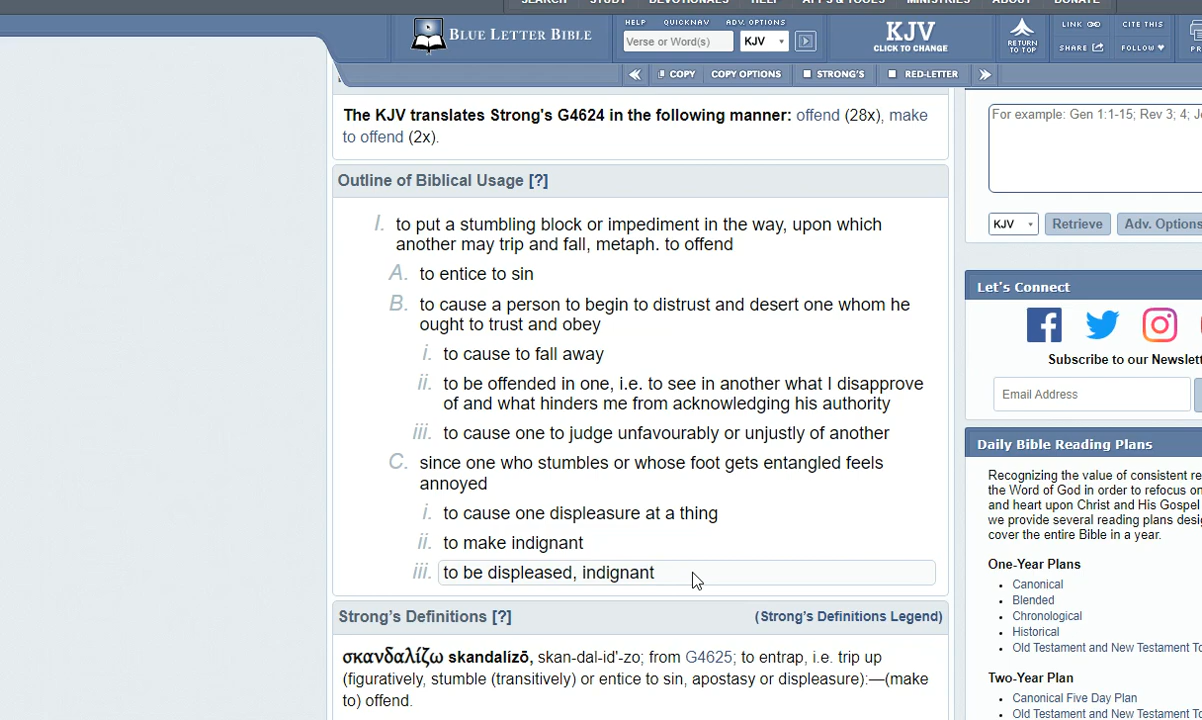 SEARCH STUDY DEVOTIONALS HELP APPS & TOOLS MINISTRIES ABOUT DONATE
BLUE LETTER BIBLE
HELP QUICKNAV ADV. OPTIONS
Verse or Word(s) KJV
KJV
CLICK TO CHANGE
RETURN
TO TOP
LINK CITE THIS
SHARE FOLLOW
COPY COPY OPTIONS STRONG'S RED-LETTER
The KJV translates Strong's G4624 in the following manner: offend (28x), make
to offend (2x).
Outline of Biblical Usage [?]
I. to put a stumbling block or impediment in the way, upon which
another may trip and fall, metaph. to offend
A. to entice to sin
B. to cause a person to begin to distrust and desert one whom he
ought to trust and obey
i. to cause to fall away
ii. to be offended in one, i.e. to see in another what I disapprove
of and what hinders me from acknowledging his authority
iii. to cause one to judge unfavourably or unjustly of another
C. since one who stumbles or whose foot gets entangled feels
annoyed
i. to cause one displeasure at a thing
ii. to make indignant
iii. to be displeased, indignant
Strong's Definitions [?] (Strong's Definitions Legend)
σκανδαλίζω skandalízō, skan-dal-id'-zo; from G4625; to entrap, i.e. trip up
(figuratively, stumble (transitively) or entice to sin, apostasy or displeasure):—(make
to) offend.
For example: Gen 1:1-15; Rev 3; 4;
KJV Retrieve Adv. Options
Let's Connect
Subscribe to our
Email Address
Daily Bible Reading Plans
Recognizing the value of consistent
the Word of God in order to refocus
and heart upon Christ and His Gospel
we provide several reading plans
cover the entire Bible in a year.
One-Year Plans
Canonical
Blended
Chronological
Historical
Old Testament and New Testament
Two-Year Plan
Canonical Five Day Plan
Old Testament and New Testament